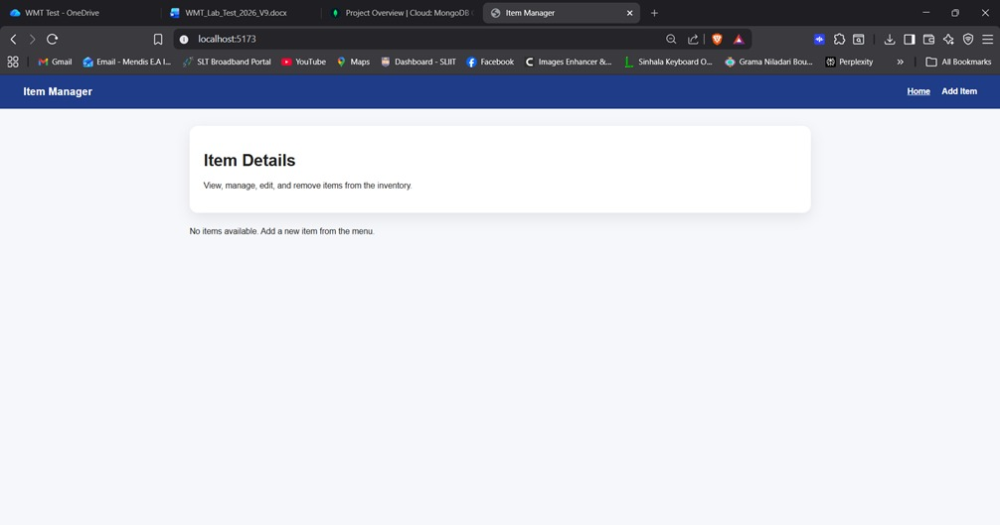 WMT Test - OneDrive
WMT_Lab_Test_2026_V9.docx
Project Overview | Cloud: MongoDB
Item Manager
localhost:5173
Gmail
Email - Mendis E.A I...
SLT Broadband Portal
YouTube
Maps
Dashboard - SLIIT
Facebook
Images Enhancer &...
Sinhala Keyboard O...
Grama Niladari Bou...
Perplexity
All Bookmarks
Item Manager
Home
Add Item
Item Details
View, manage, edit, and remove items from the inventory.
No items available. Add a new item from the menu.